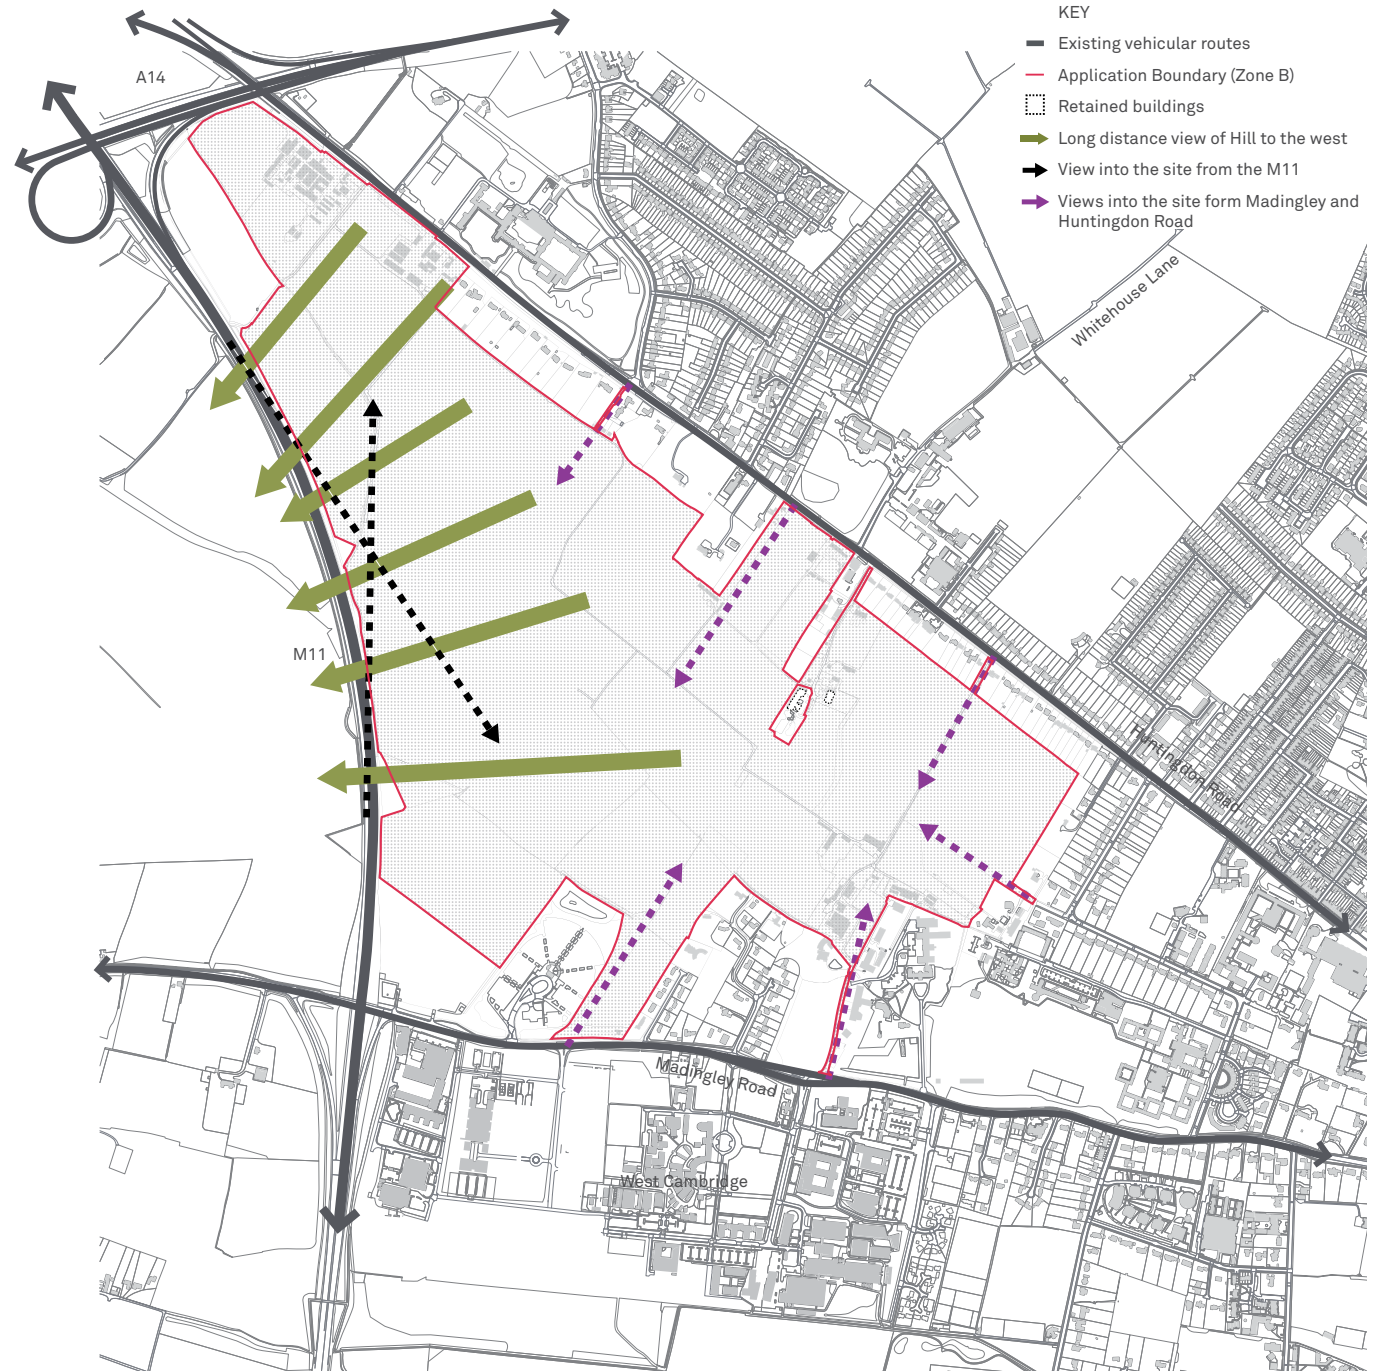 KEY
Existing vehicular routes
Application Boundary (Zone B)
Retained buildings
Long distance view of Hill to the west
View into the site from the M11
Views into the site form Madingley and
Huntingdon Road
A14
Whitehouse Lane
M11
Huntingdon Road
Madingley Road
West Cambridge